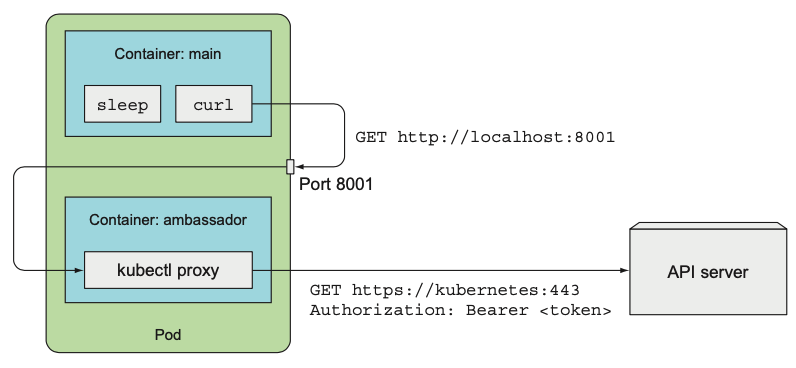 Container: main
sleep
curl
GET http://localhost:8001
Port 8001
Container: ambassador
kubectl proxy
API server
GET https://kubernetes:443
Authorization: Bearer <token>
Pod